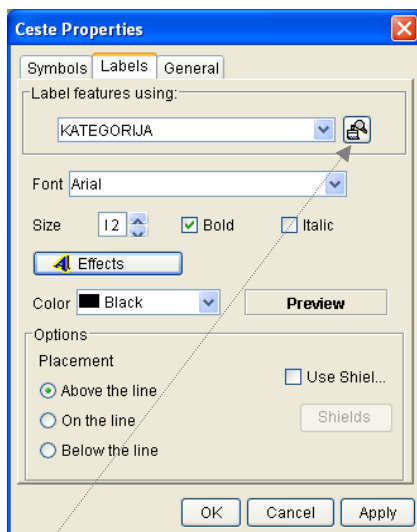 Ceste Properties
Symbols Labels General
Label features using:
KATEGORIJA
Font Arial
Size 12 Bold Italic
Effects
Color Black Preview
Options
Placement
Above the line Use Shiel...
On the line Shields
Below the line
OK Cancel Apply